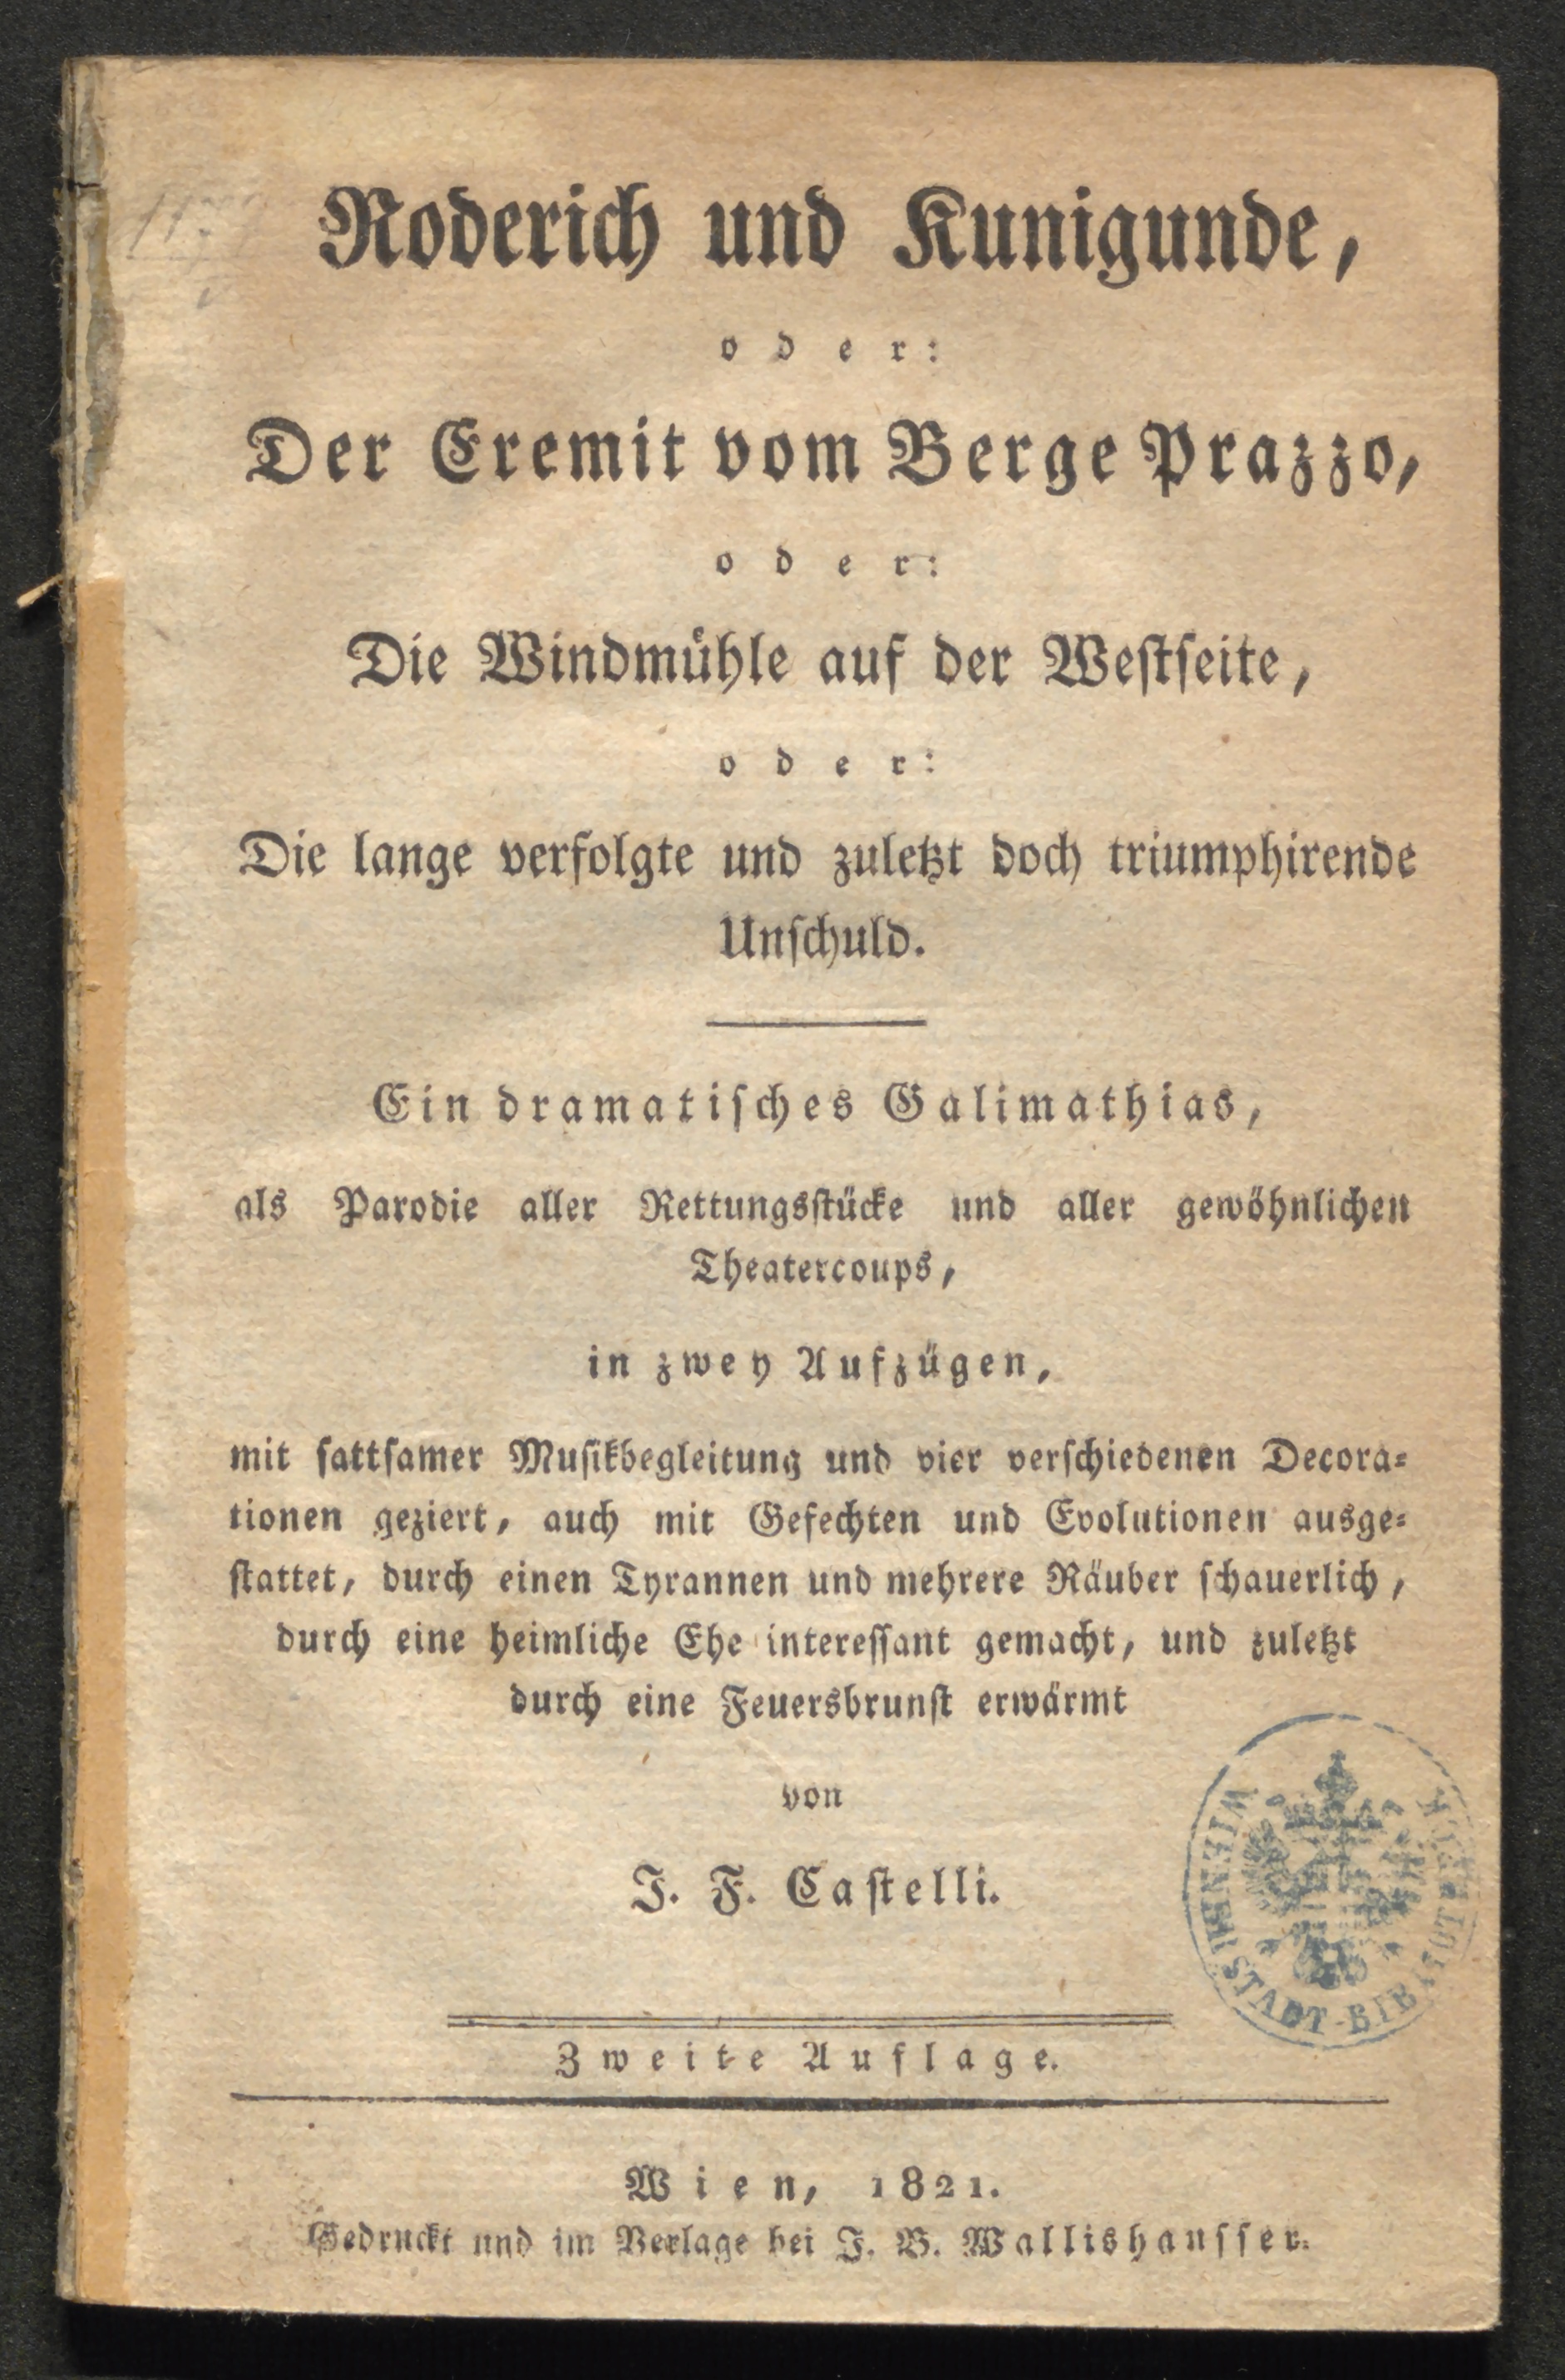 Roderich und Kunigunde,
oder:
Der Eremit vom Berge Prazzo,
oder:
Die Windmühle auf der Westseite,
oder:
Die lange verfolgte und zuletzt doch triumphirende
Unschuld.
Ein dramatisches Galimathias,
als Parodie aller Rettungsstücke und aller gewöhnlichen
Theatercoups,
in zwey Aufzügen,
mit sattsamer Musikbegleitung und vier verschiedenen Decora-
tionen geziert, auch mit Gefechten und Evolutionen ausge-
stattet, durch einen Tyrannen und mehrere Räuber schauerlich,
durch eine heimliche Ehe interessant gemacht, und zuletzt
durch eine Feuersbrunst erwärmt
von
J. F. Castelli.
WIENER STADT-BIBLIOTHEK
Zweite Auflage.
Wien, 1821.
Gedruckt und im Verlage bei J. B. Wallishausser.